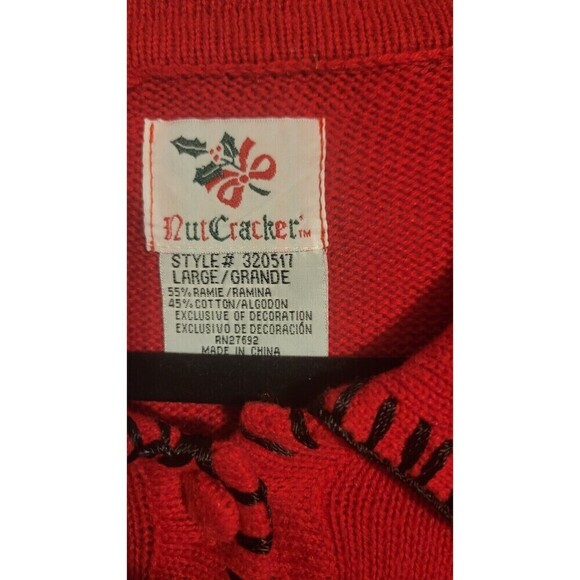 NutCracker™
STYLE# 320517
LARGE/GRANDE
55% RAMIE/RAMINA
45% COTTON/ALGODON
EXCLUSIVE OF DECORATION
EXCLUSIVO DE DECORACIÓN
RN27692
MADE IN CHINA